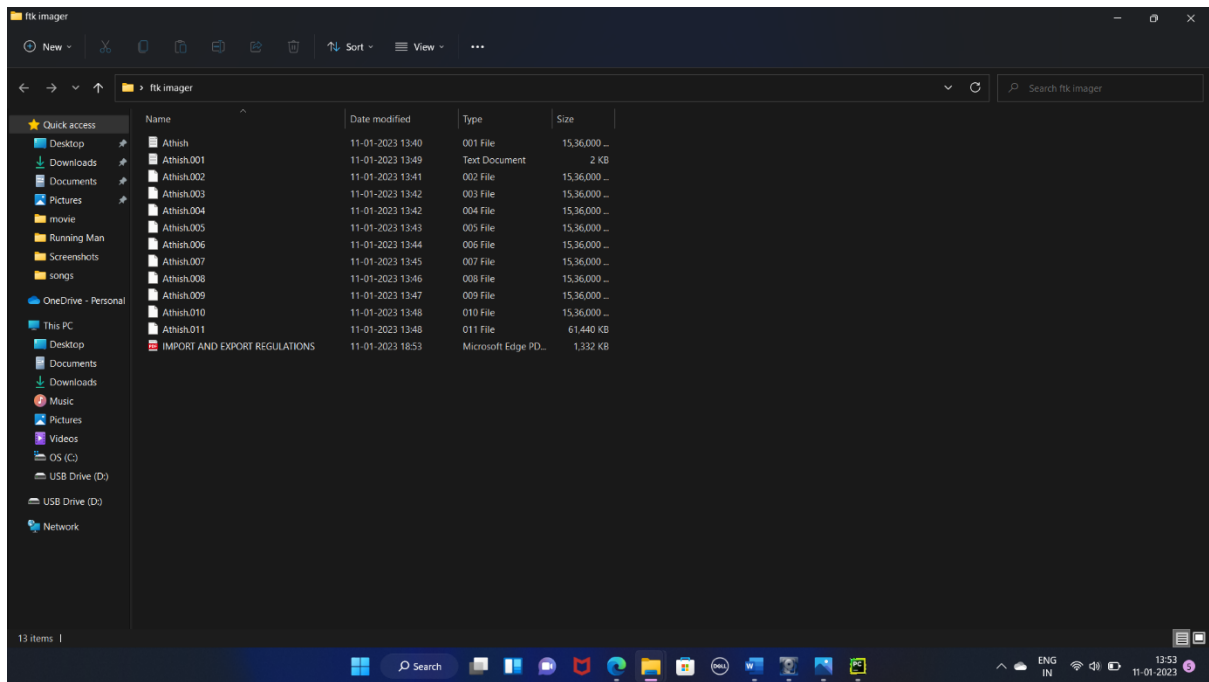 ftk imager
New
Sort
View
ftk imager
Search ftk imager
Name Date modified Type Size
Quick access
Desktop
Downloads
Documents
Pictures
movie
Running Man
Screenshots
songs
OneDrive - Personal
This PC
Desktop
Documents
Downloads
Music
Pictures
Videos
OS (C:)
USB Drive (D:)
USB Drive (D:)
Network
Athish 11-01-2023 13:40 001 File 15,36,000 ...
Athish.001 11-01-2023 13:49 Text Document 2 KB
Athish.002 11-01-2023 13:41 002 File 15,36,000 ...
Athish.003 11-01-2023 13:42 003 File 15,36,000 ...
Athish.004 11-01-2023 13:42 004 File 15,36,000 ...
Athish.005 11-01-2023 13:43 005 File 15,36,000 ...
Athish.006 11-01-2023 13:44 006 File 15,36,000 ...
Athish.007 11-01-2023 13:45 007 File 15,36,000 ...
Athish.008 11-01-2023 13:46 008 File 15,36,000 ...
Athish.009 11-01-2023 13:47 009 File 15,36,000 ...
Athish.010 11-01-2023 13:48 010 File 15,36,000 ...
Athish.011 11-01-2023 13:48 011 File 61,440 KB
IMPORT AND EXPORT REGULATIONS 11-01-2023 18:53 Microsoft Edge PD... 1,332 KB
13 items
Search
DELL
W
PC
ENG
IN
13:53
11-01-2023
5